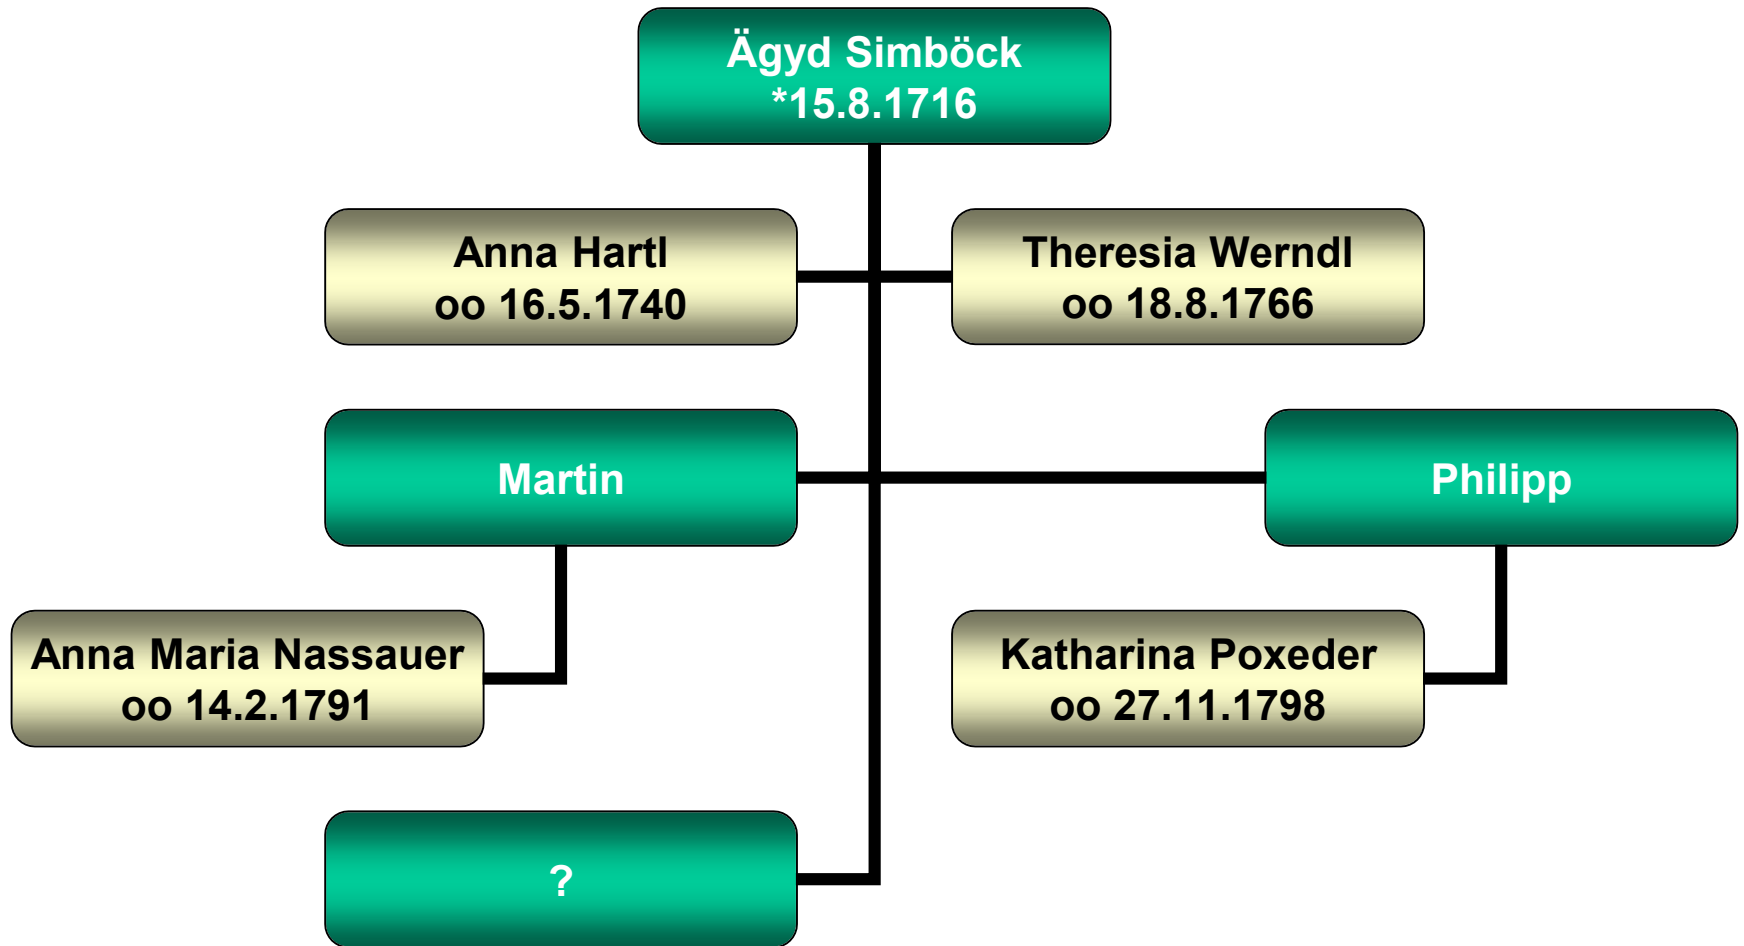 Ägyd Simböck
*15.8.1716
Anna Hartl
oo 16.5.1740
Theresia Werndl
oo 18.8.1766
Martin
Philipp
Anna Maria Nassauer
oo 14.2.1791
Katharina Poxeder
oo 27.11.1798
?